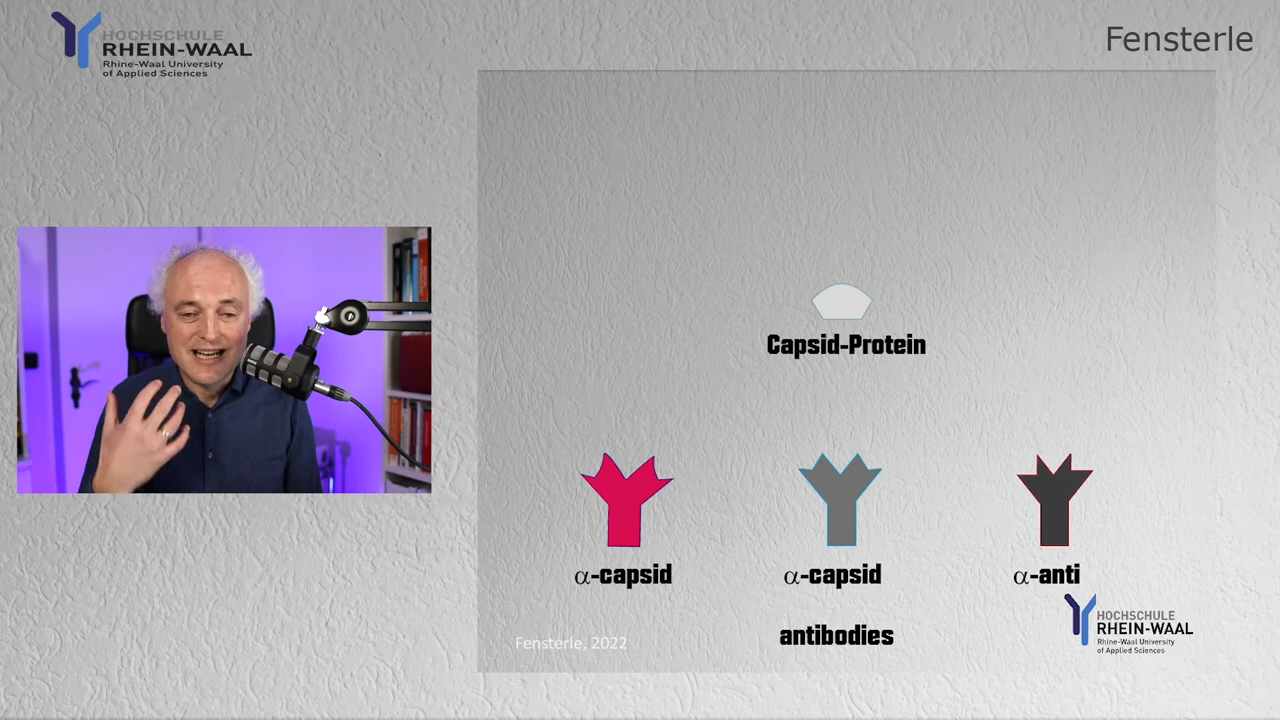 HOCHSCHULE
RHEIN-WAAL
Rhine-Waal University
of Applied Sciences
Fensterle
Capsid-Protein
α-capsid
α-capsid
α-anti
antibodies
Fensterle, 2022
HOCHSCHULE
RHEIN-WAAL
Rhine-Waal University
of Applied Sciences